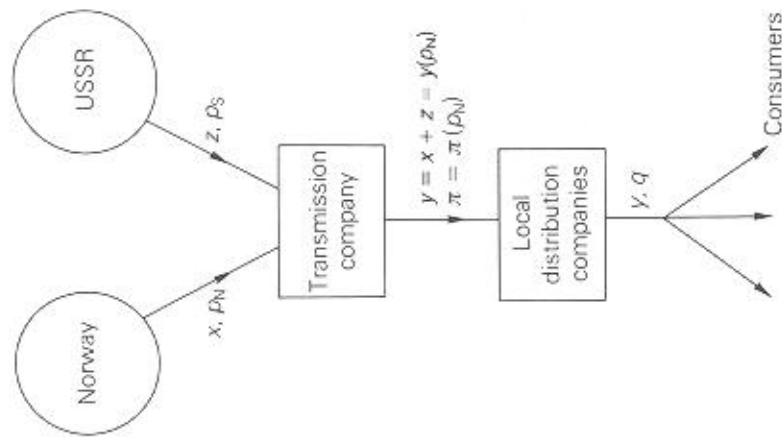 Norway
USSR
x, p_N
z, p_S
Transmission
company
y = x + z = y(p_N)
π = π (p_N)
Local
distribution
companies
y, q
Consumers